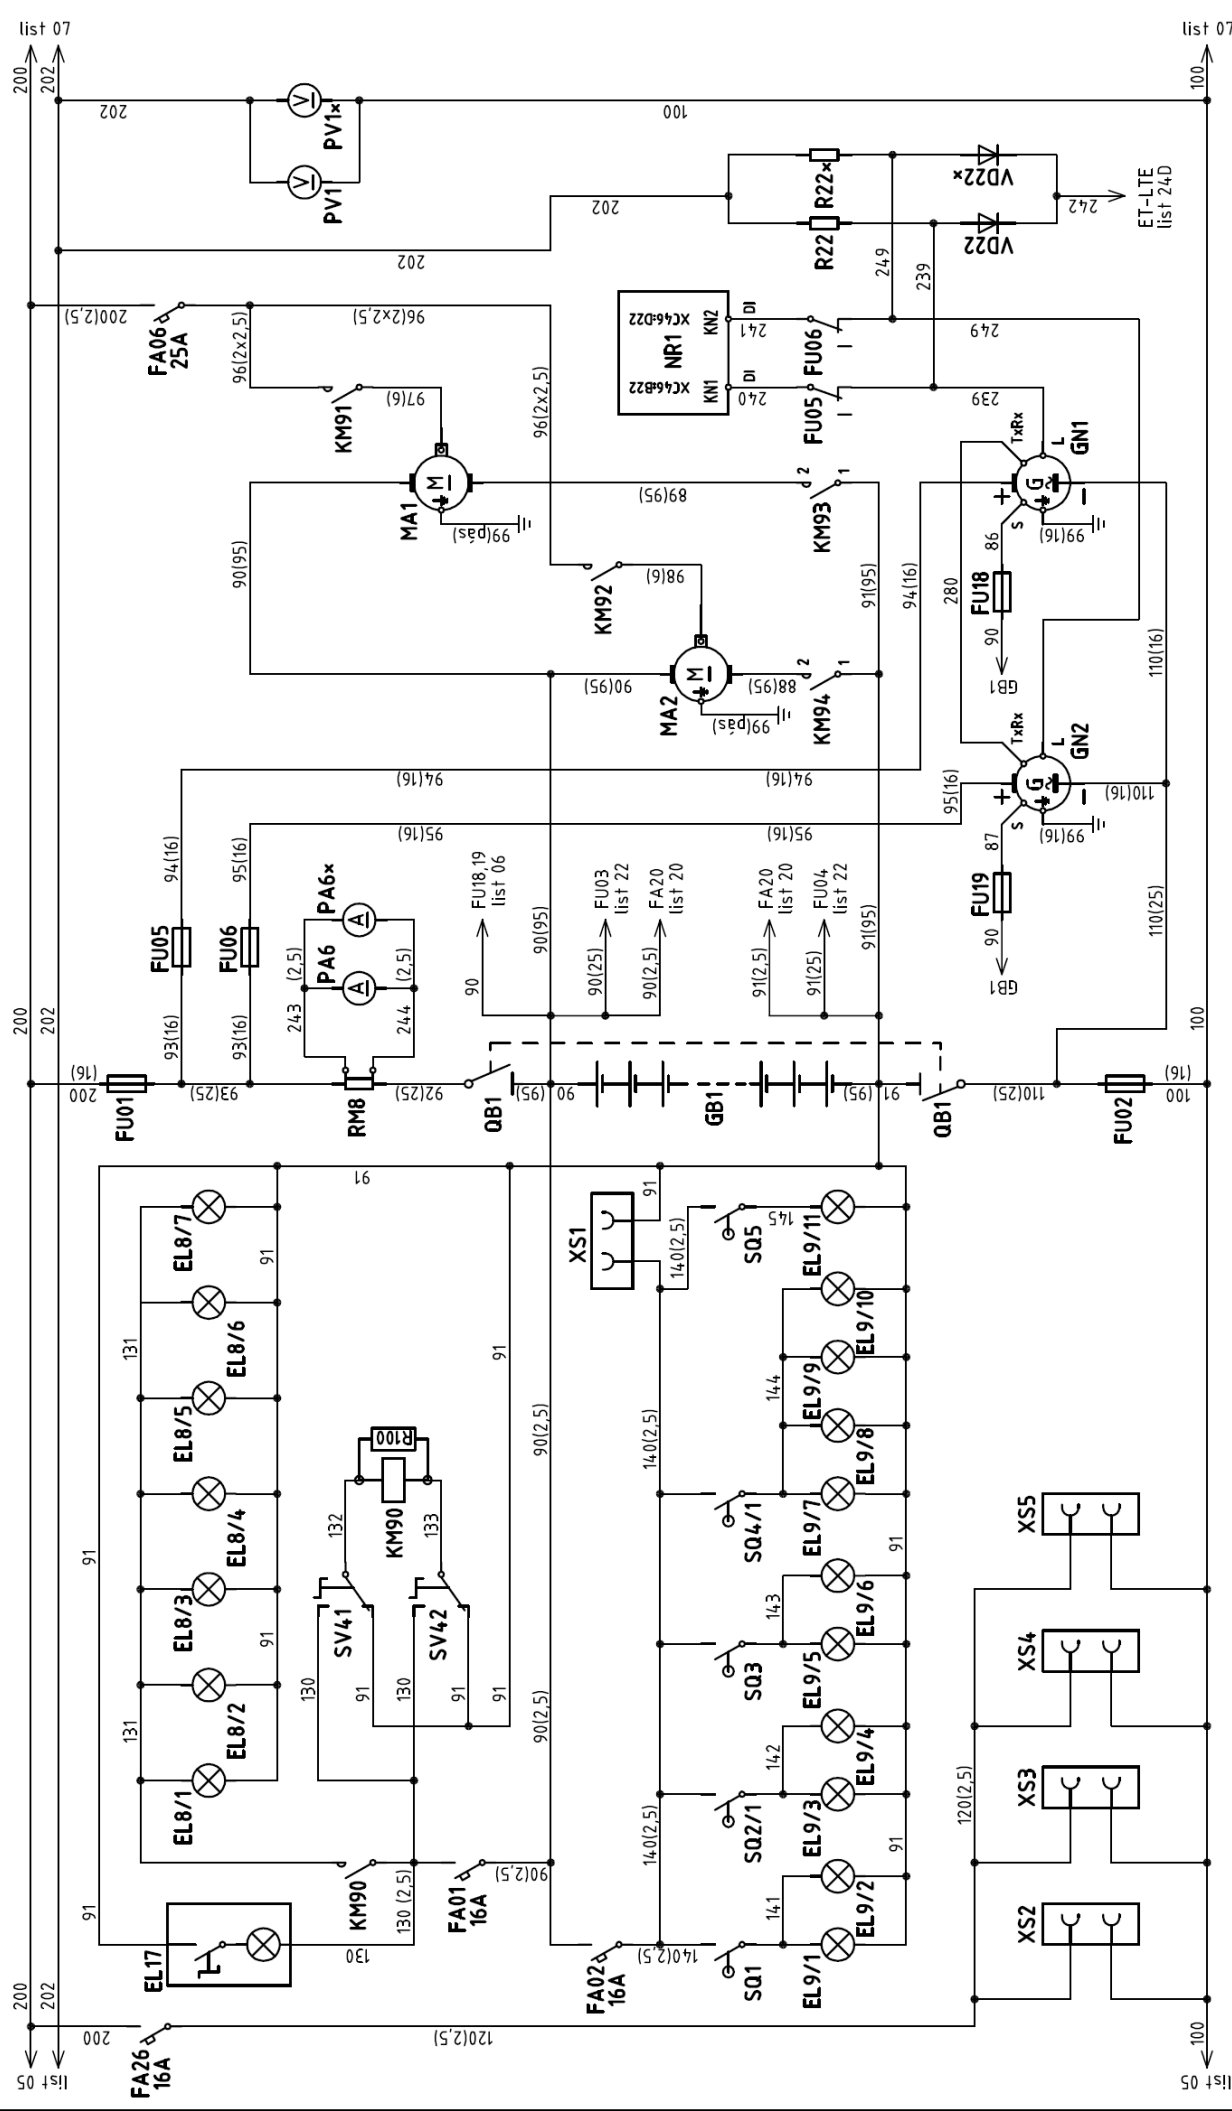 list 07
list 07
200
202
100
202
PV1×
100
PV1
202
R22×
VD22×
202
R22
VD22
242
ET-LTE
list 24D
249
239
200(2,5)
FA06
25A
96(2x2,5)
96(2x2,5)
96(2x2,5)
XC46:D22
KN2
DI
241
FU06
249
NR1
XC46:B22
KN1
DI
240
FU05
239
KM91
97(6)
M
MA1
99(pás)
90(95)
89(95)
2
1
KM93
TxRx
L
GN1
G
+
–
S
99(16)
86
FU18
90
GB1
280
94(16)
91(95)
KM92
98(6)
M
MA2
99(pás)
90(95)
88(95)
2
1
KM94
110(16)
TxRx
L
GN2
G
+
–
S
99(16)
110(16)
95(16)
87
FU19
90
GB1
94(16)
94(16)
95(16)
95(16)
94(16)
95(16)
FU05
FU06
93(16)
93(16)
PA6×
PA6
A
A
(2,5)
(2,5)
243
244
FU18,19
list 06
90
90(95)
FU03
list 22
FA20
list 20
90(25)
90(2,5)
FA20
list 20
FU04
list 22
91(2,5)
91(25)
91(95)
110(25)
200
202
100
200
(16)
FU01
93(25)
RM8
92(25)
QB1
(95)
90
GB1
(95)
91
QB1
110(25)
FU02
100
(16)
91
91
EL8/7
91
131
EL8/6
EL8/5
EL8/4
EL8/3
91
EL8/2
131
EL8/1
91
91
R100
KM90
132
133
SV41
SV42
130
91
130
91
91
91
90(2,5)
90(2,5)
XS1
91
140(2,5)
SQ5
145
EL9/11
EL9/10
144
EL9/9
EL9/8
140(2,5)
SQ4/1
EL9/7
91
143
EL9/6
SQ3
EL9/5
142
EL9/4
140(2,5)
SQ2/1
EL9/3
91
141
EL9/2
SQ1
EL9/1
XS5
XS4
XS3
XS2
120(2,5)
KM90
130 (2,5)
FA01
16A
90(2,5)
EL17
130
FA02
16A
140(2,5)
200
202
200
FA26
16A
120(2,5)
100
list 05
list 05